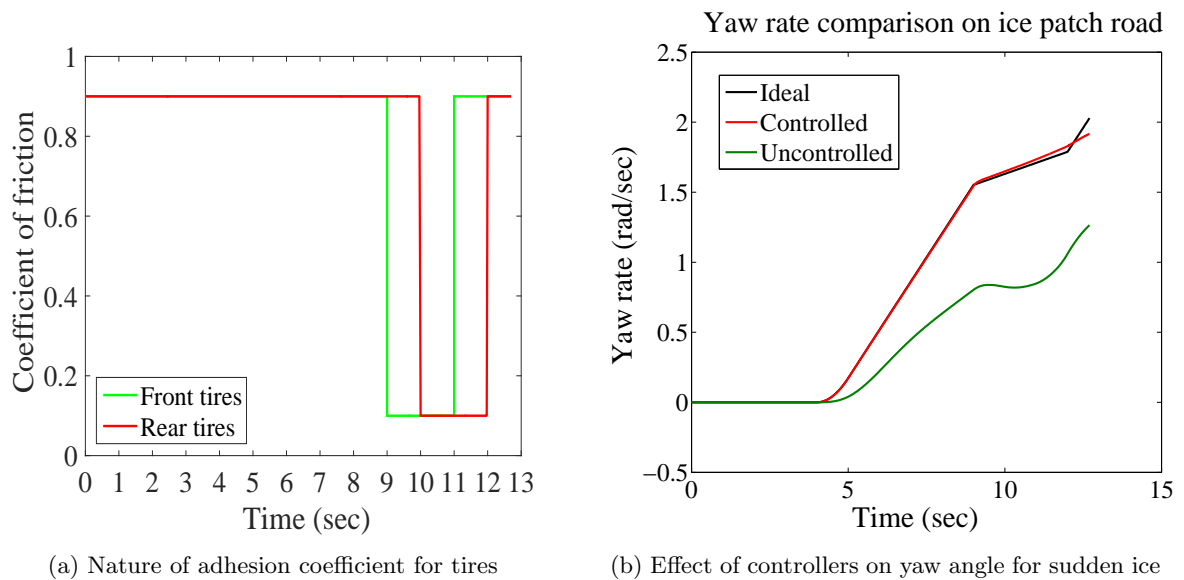 1
0.8
0.6
0.4
0.2
0
Coefficient of friction
Front tires
Rear tires
0 1 2 3 4 5 6 7 8 9 10 11 12 13
Time (sec)
(a) Nature of adhesion coefficient for tires
Yaw rate comparison on ice patch road
2.5
2
1.5
1
0.5
0
−0.5
Yaw rate (rad/sec)
Ideal
Controlled
Uncontrolled
0 5 10 15
Time (sec)
(b) Effect of controllers on yaw angle for sudden ice